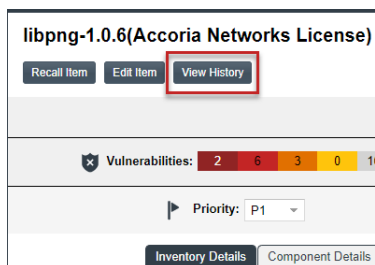 libpng-1.0.6(Accoria Networks License)
Recall Item Edit Item View History
Vulnerabilities: 2 6 3 0
Priority: P1
Inventory Details Component Details